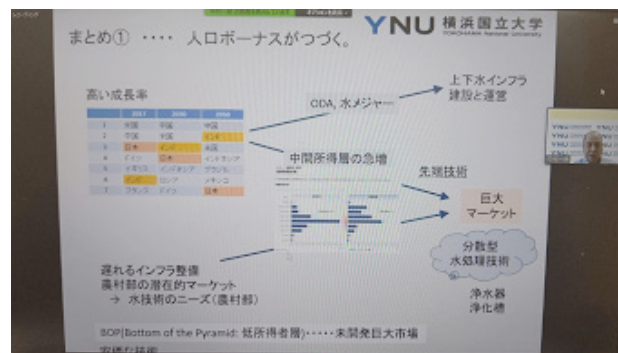 まとめ① ‥‥ 人口ボーナスがつづく。
YNU 横浜国立大学
YOKOHAMA National University
高い成長率
ODA, 水メジャー
上下水インフラ
建設と運営
2017 2030 2050
1 米国 中国 中国
2 中国 米国 インド
3 日本 インド 米国
4 ドイツ 日本 インドネシア
5 イギリス インドネシア ブラジル
6 インド ロシア メキシコ
7 フランス ドイツ 日本
中間所得層の急増
先端技術
巨大
マーケット
分散型
水処理技術
浄水器
浄化槽
遅れるインフラ整備
農村部の潜在的マーケット
→ 水技術のニーズ(農村部)
BOP(Bottom of the Pyramid: 低所得者層)‥‥‥未開発巨大市場